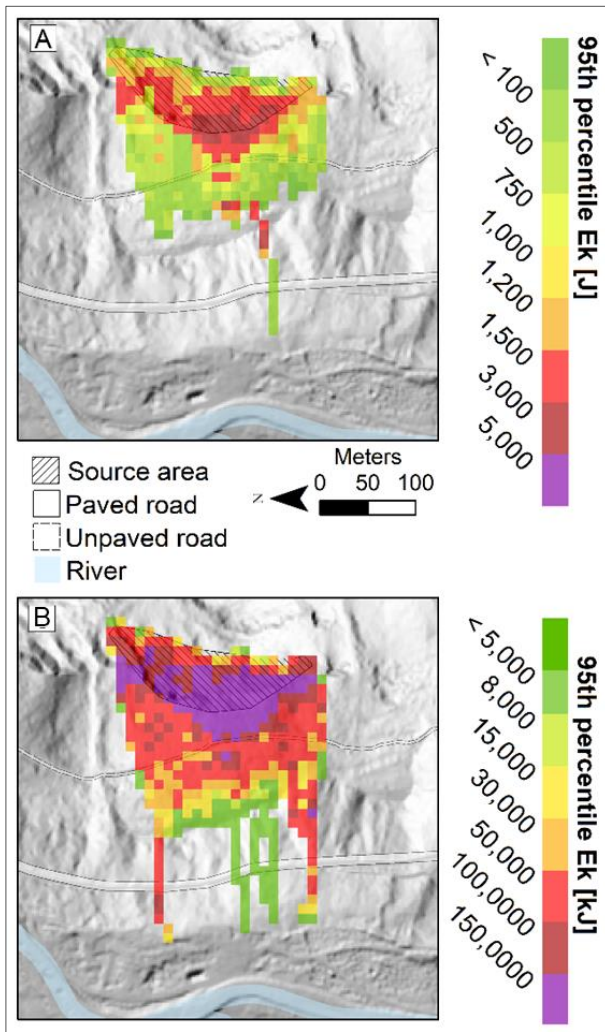 A
< 100
500
750
1,000
1,200
1,500
3,000
5,000
95th percentile Ek [J]
Source area
Paved road
Unpaved road
River
Meters
0 50 100
N
B
< 5,000
8,000
15,000
30,000
50,000
100,0000
150,0000
95th percentile Ek [kJ]